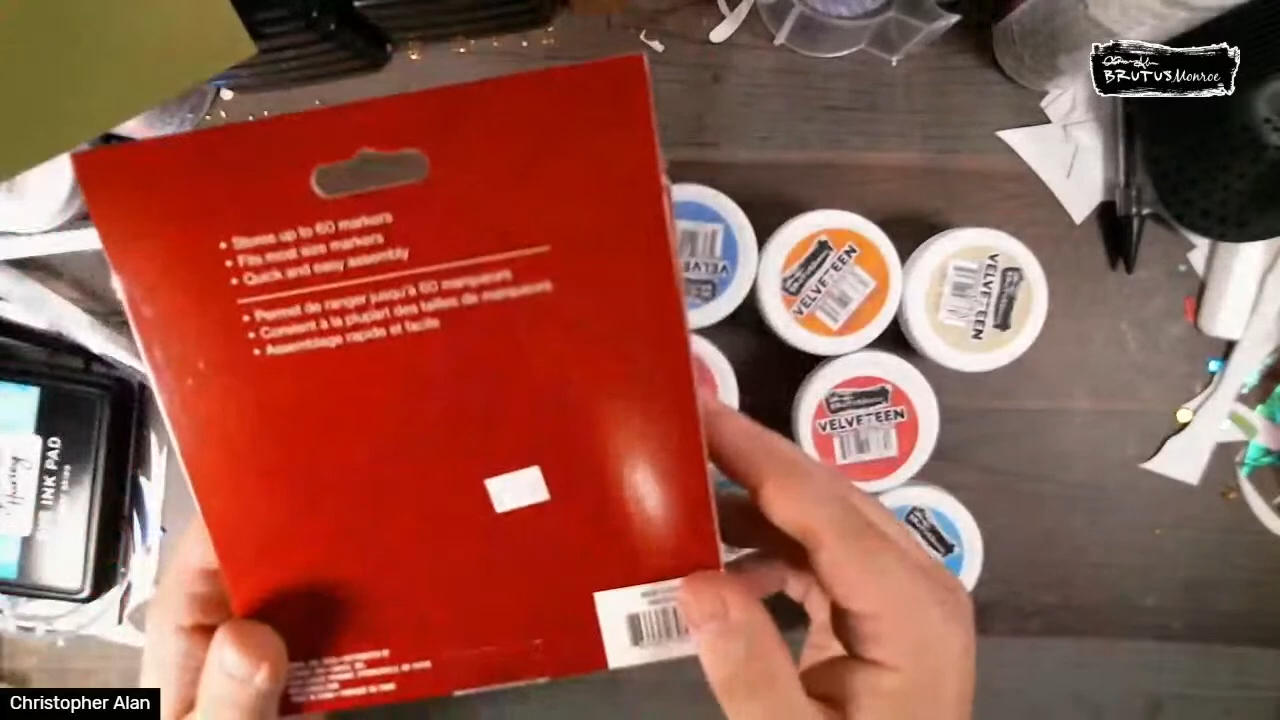 BRUTUS Monroe
• Stores up to 60 markers
• Fits most size markers
• Quick and easy assembly
• Permet de ranger jusqu'à 60 marqueurs
• Convient à la plupart des tailles de marqueurs
• Assemblage rapide et facile
VELVETEEN
VELVETEEN
VELVETEEN
BRUTUS Monroe
VELVETEEN
INK PAD
Christopher Alan